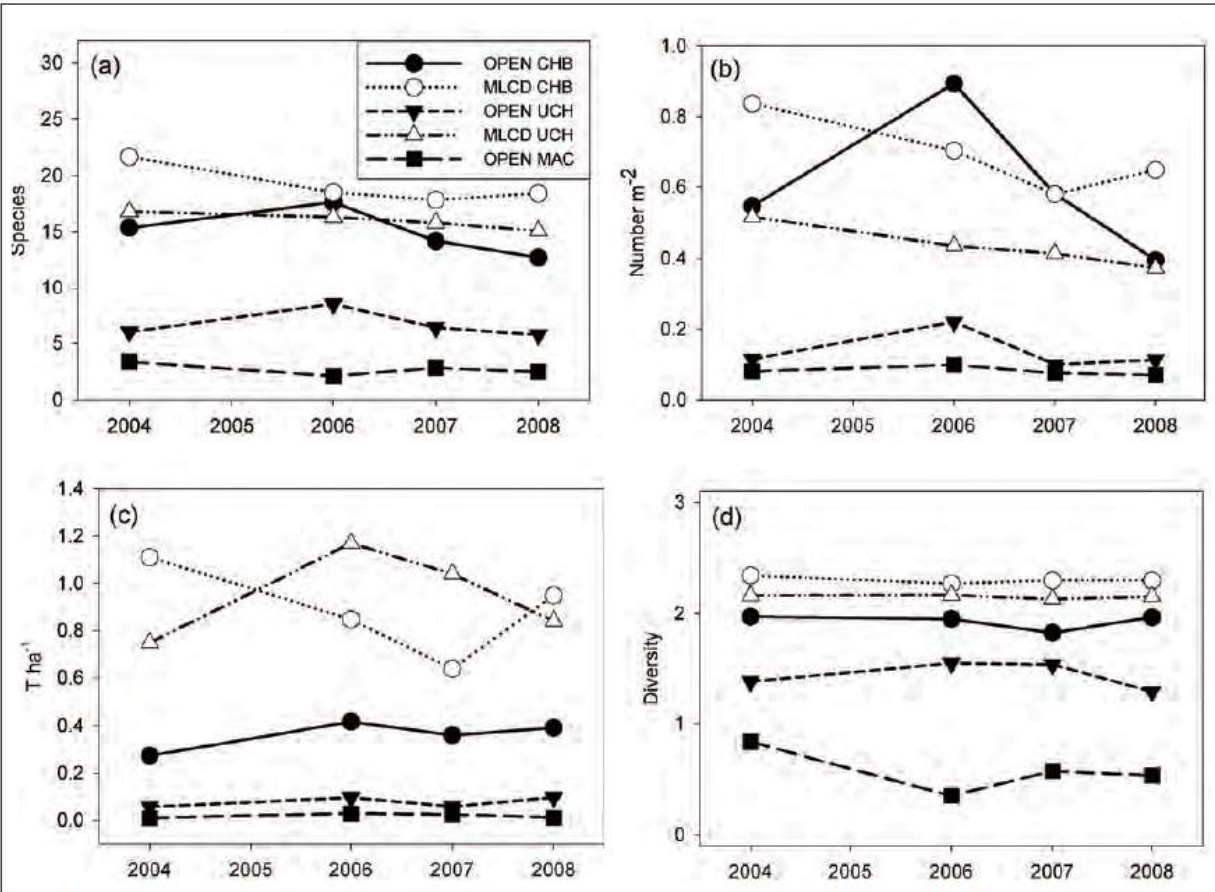 (a)
30
25
20
15
10
5
0
Species
OPEN CHB
MLCD CHB
OPEN UCH
MLCD UCH
OPEN MAC
2004 2005 2006 2007 2008
(b)
1.0
0.8
0.6
0.4
0.2
0.0
Number m⁻²
2004 2005 2006 2007 2008
(c)
1.4
1.2
1.0
0.8
0.6
0.4
0.2
0.0
T ha⁻¹
2004 2005 2006 2007 2008
(d)
3
2
1
0
Diversity
2004 2005 2006 2007 2008